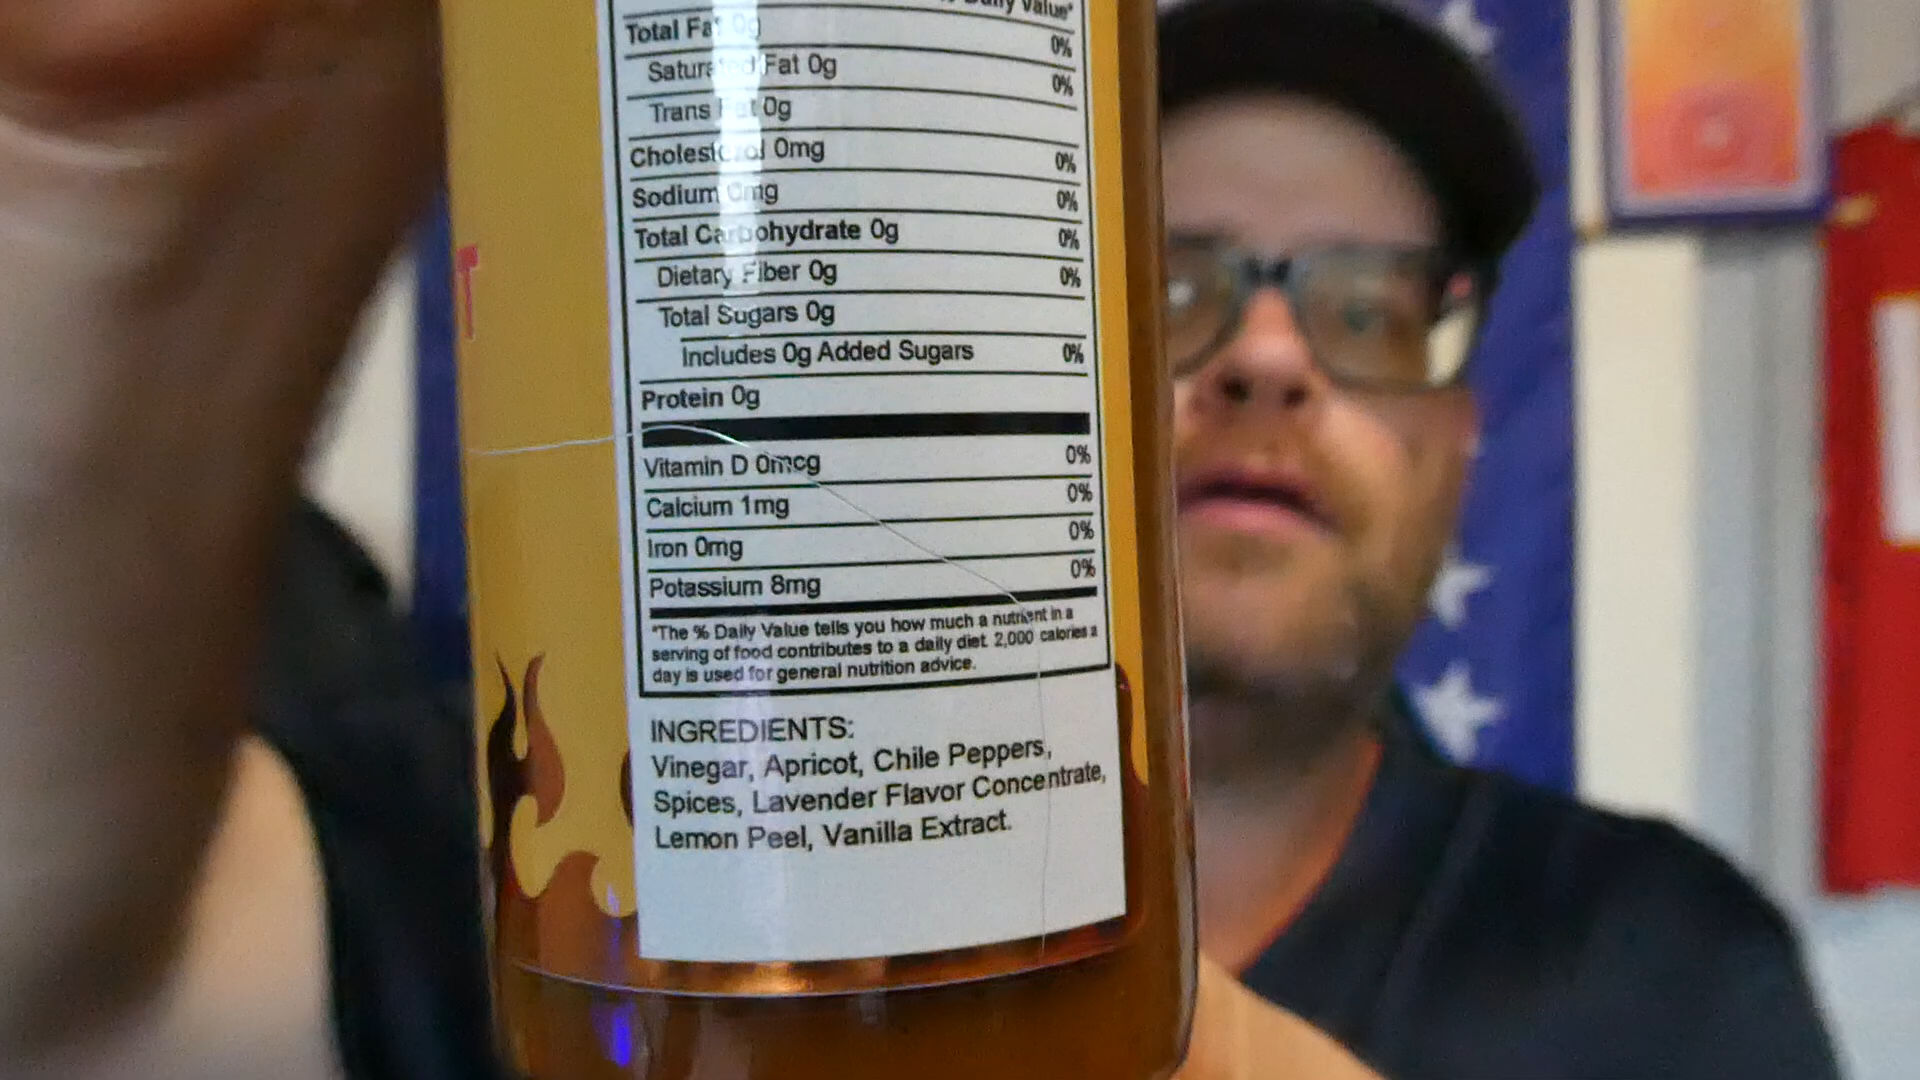 % Daily Value*
Total Fat 0g 0%
Saturated Fat 0g 0%
Trans Fat 0g
Cholesterol 0mg 0%
Sodium 0mg 0%
Total Carbohydrate 0g 0%
Dietary Fiber 0g 0%
Total Sugars 0g
Includes 0g Added Sugars 0%
Protein 0g
Vitamin D 0mcg 0%
Calcium 1mg 0%
Iron 0mg 0%
Potassium 8mg 0%
*The % Daily Value tells you how much a nutrient in a
serving of food contributes to a daily diet. 2,000 calories a
day is used for general nutrition advice.
INGREDIENTS:
Vinegar, Apricot, Chile Peppers,
Spices, Lavender Flavor Concentrate,
Lemon Peel, Vanilla Extract.